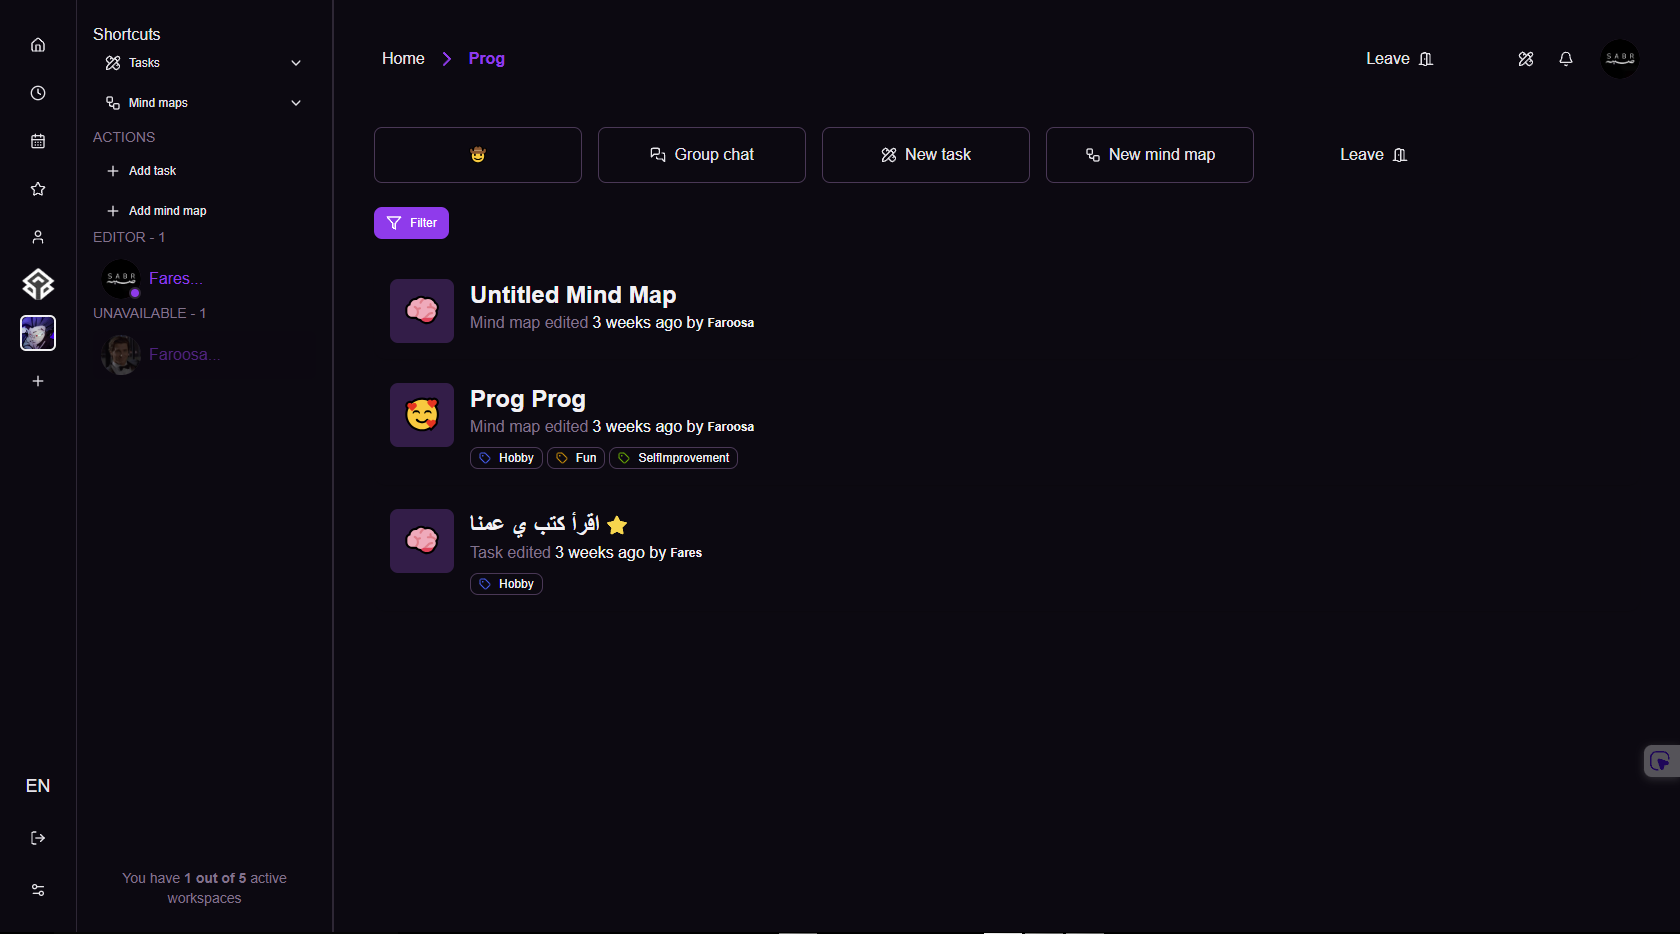 Shortcuts
Tasks
Mind maps
ACTIONS
Add task
Add mind map
EDITOR - 1
SABR
Fares...
UNAVAILABLE - 1
Faroosa...
EN
You have 1 out of 5 active
workspaces
Home > Prog
Leave
SABR
Group chat
New task
New mind map
Leave
Filter
Untitled Mind Map
Mind map edited 3 weeks ago by Faroosa
Prog Prog
Mind map edited 3 weeks ago by Faroosa
Hobby
Fun
SelfImprovement
اقرأ كتب ي عمنا
Task edited 3 weeks ago by Fares
Hobby